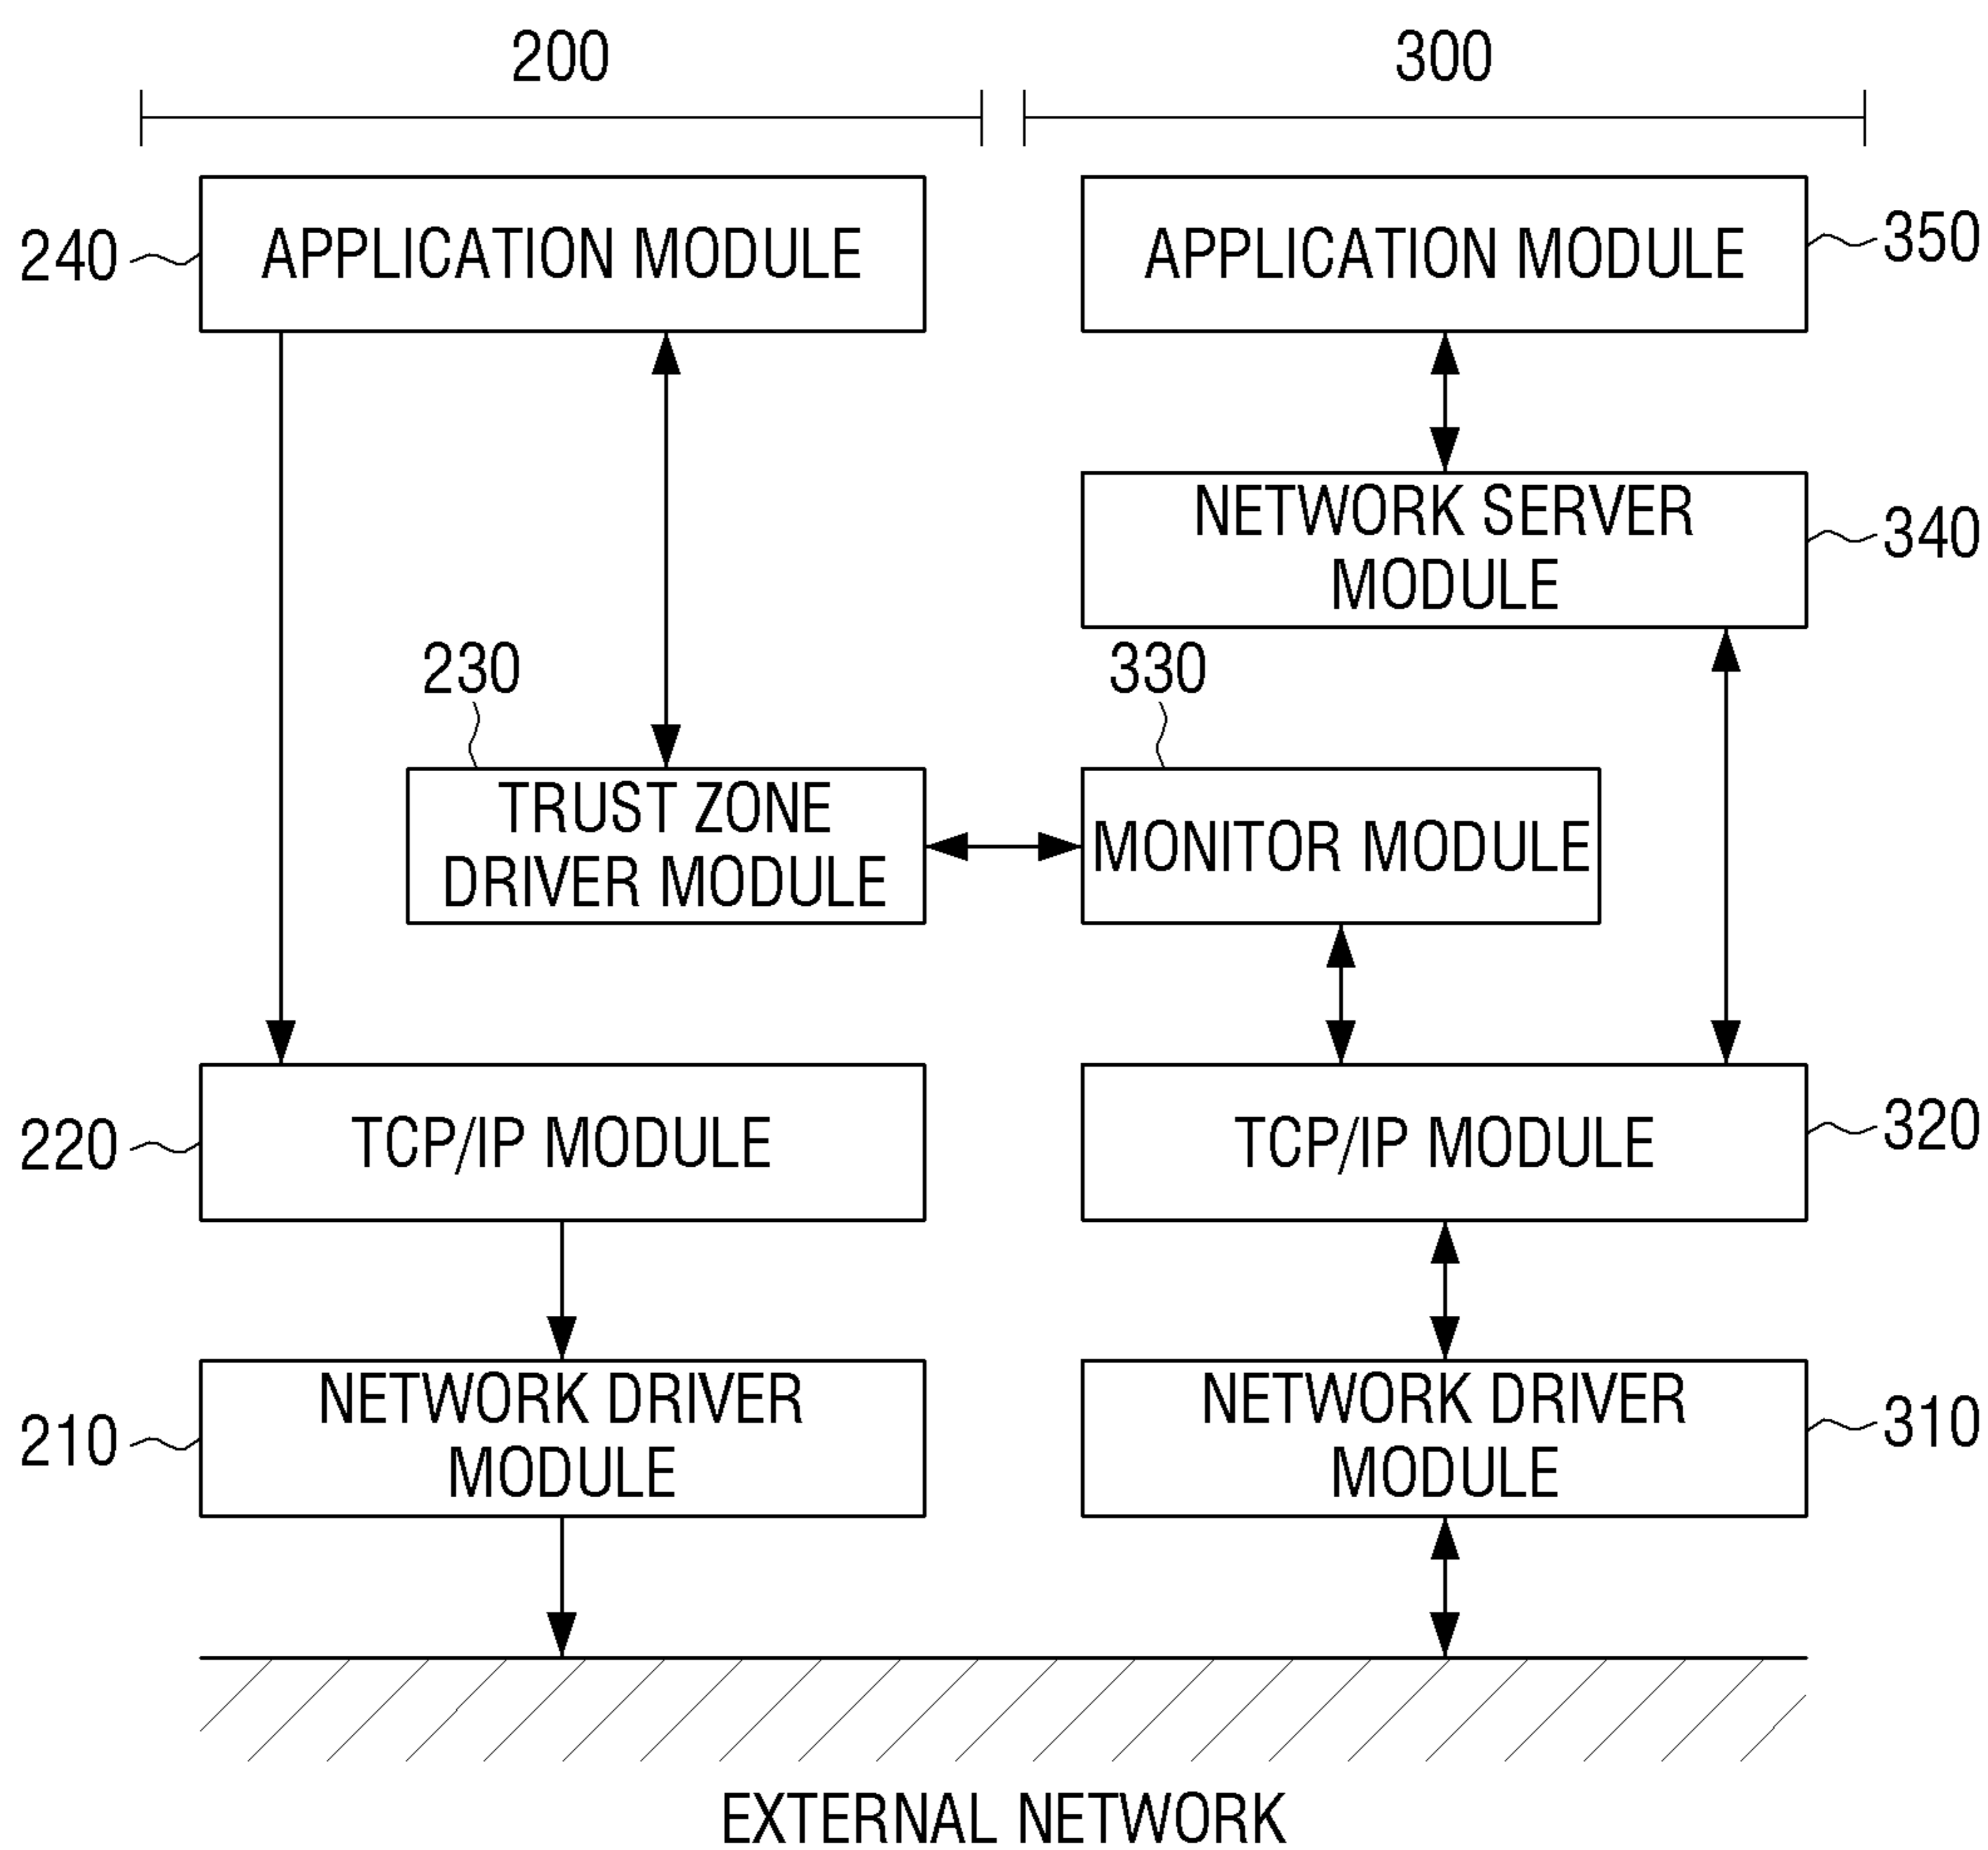 200
300
240
APPLICATION MODULE
APPLICATION MODULE
350
NETWORK SERVER
MODULE
340
230
330
TRUST ZONE
DRIVER MODULE
MONITOR MODULE
220
TCP/IP MODULE
TCP/IP MODULE
320
210
NETWORK DRIVER
MODULE
NETWORK DRIVER
MODULE
310
EXTERNAL NETWORK